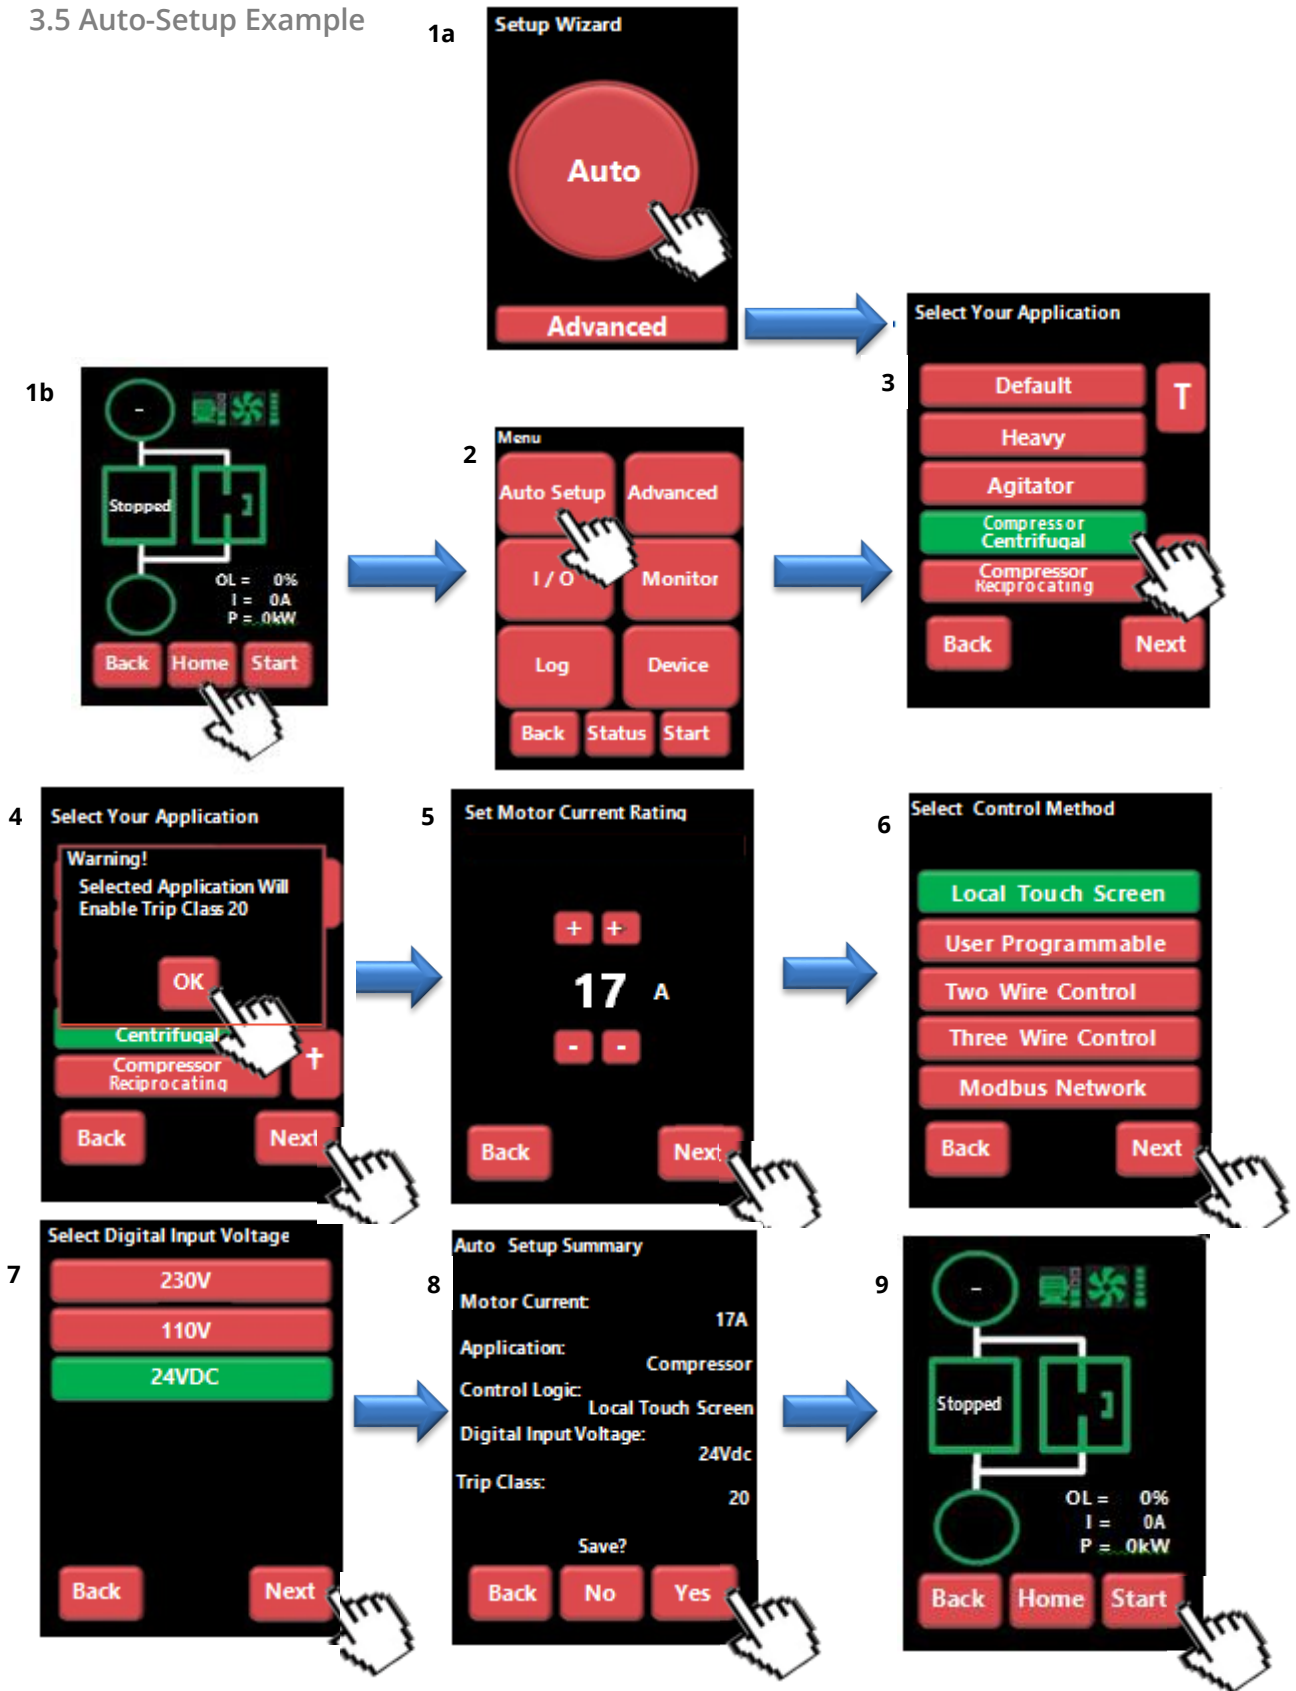 3.5 Auto-Setup Example
1a
Setup Wizard
Auto
Advanced
1b
-
Stopped
OL = 0%
I = 0A
P = 0kW
Back Home Start
2
Menu
Auto Setup Advanced
I / O Monitor
Log Device
Back Status Start
3
Select Your Application
Default
T
Heavy
Agitator
Compressor
Centrifugal
Compressor
Reciprocating
Back Next
4
Select Your Application
Warning!
Selected Application Will
Enable Trip Class 20
OK
Centrifugal
Compressor
Reciprocating
Back Next
5
Set Motor Current Rating
+ +
17 A
- -
Back Next
6
Select Control Method
Local Touch Screen
User Programmable
Two Wire Control
Three Wire Control
Modbus Network
Back Next
7
Select Digital Input Voltage
230V
110V
24VDC
Back Next
8
Auto Setup Summary
Motor Current:
17A
Application:
Compressor
Control Logic:
Local Touch Screen
Digital Input Voltage:
24Vdc
Trip Class:
20
Save?
Back No Yes
9
-
Stopped
OL = 0%
I = 0A
P = 0kW
Back Home Start